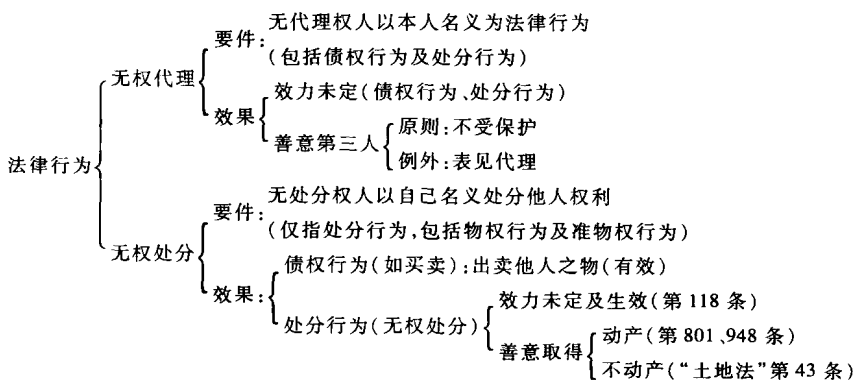 无代理权人以本人名义为法律行为
要件:
(包括债权行为及处分行为)
无权代理
效力未定(债权行为、处分行为)
效果
原则:不受保护
善意第三人
例外:表见代理
法律行为
无处分权人以自己名义处分他人权利
要件:
(仅指处分行为,包括物权行为及准物权行为)
无权处分
债权行为(如买卖):出卖他人之物(有效)
效果:
效力未定及生效(第118条)
处分行为(无权处分)
动产(第801、948条)
善意取得
不动产(“土地法”第43条)